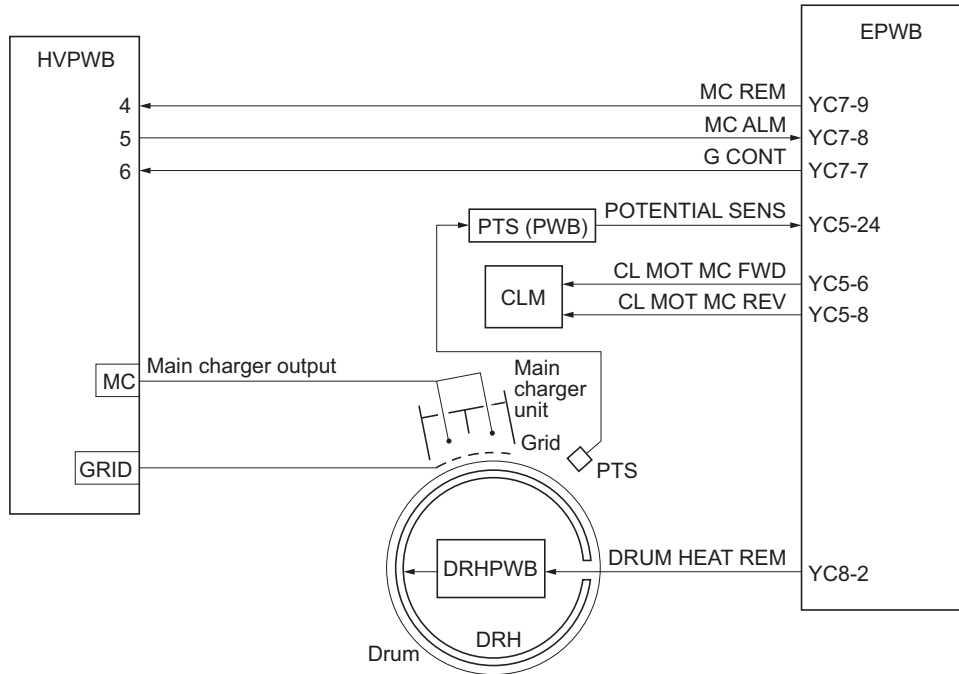 EPWB
HVPWB
4
MC REM
YC7-9
5
MC ALM
YC7-8
6
G CONT
YC7-7
PTS (PWB)
POTENTIAL SENS
YC5-24
CLM
CL MOT MC FWD
YC5-6
CL MOT MC REV
YC5-8
MC
Main charger output
Main
charger
unit
Grid
GRID
PTS
DRHPWB
DRUM HEAT REM
YC8-2
DRH
Drum